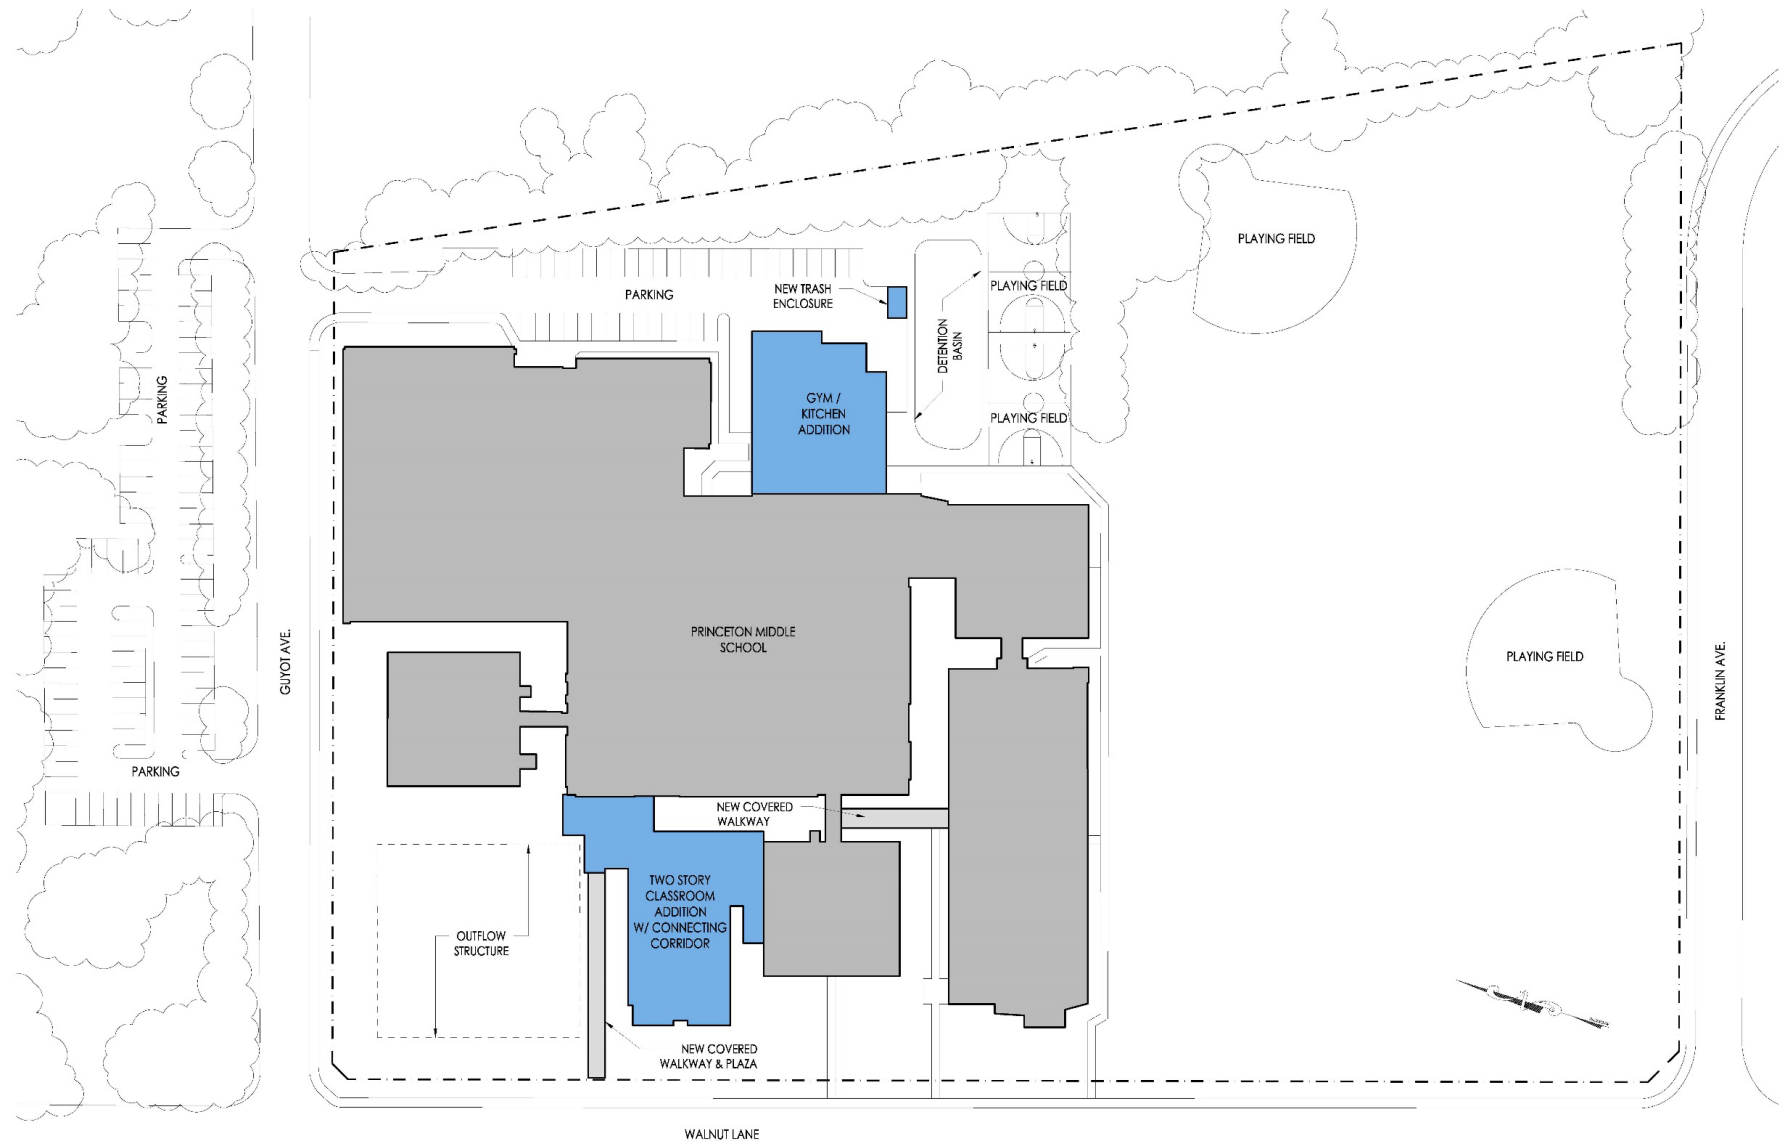 PLAYING FIELD
NEW TRASH
ENCLOSURE
PARKING
PLAYING FIELD
DETENTION
BASIN
PARKING
GYM /
KITCHEN
ADDITION
PLAYING FIELD
PRINCETON MIDDLE
SCHOOL
GUYOT AVE.
PLAYING FIELD
FRANKLIN AVE.
PARKING
NEW COVERED
WALKWAY
TWO STORY
CLASSROOM
ADDITION
W/ CONNECTING
CORRIDOR
OUTFLOW
STRUCTURE
NEW COVERED
WALKWAY & PLAZA
WALNUT LANE